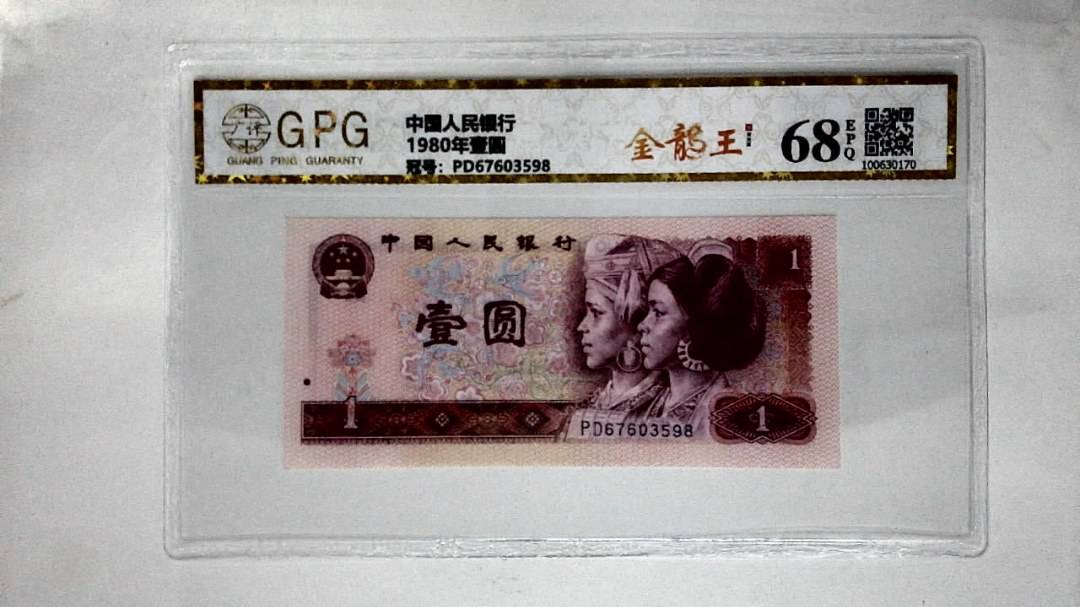 GPG
广评
GUANG PING GUARANTY
中国人民银行
1980年壹圆
冠号: PD67603598
金龍王
68
EPQ
100630170
中国人民银行
1
壹圆
1
PD67603598
1